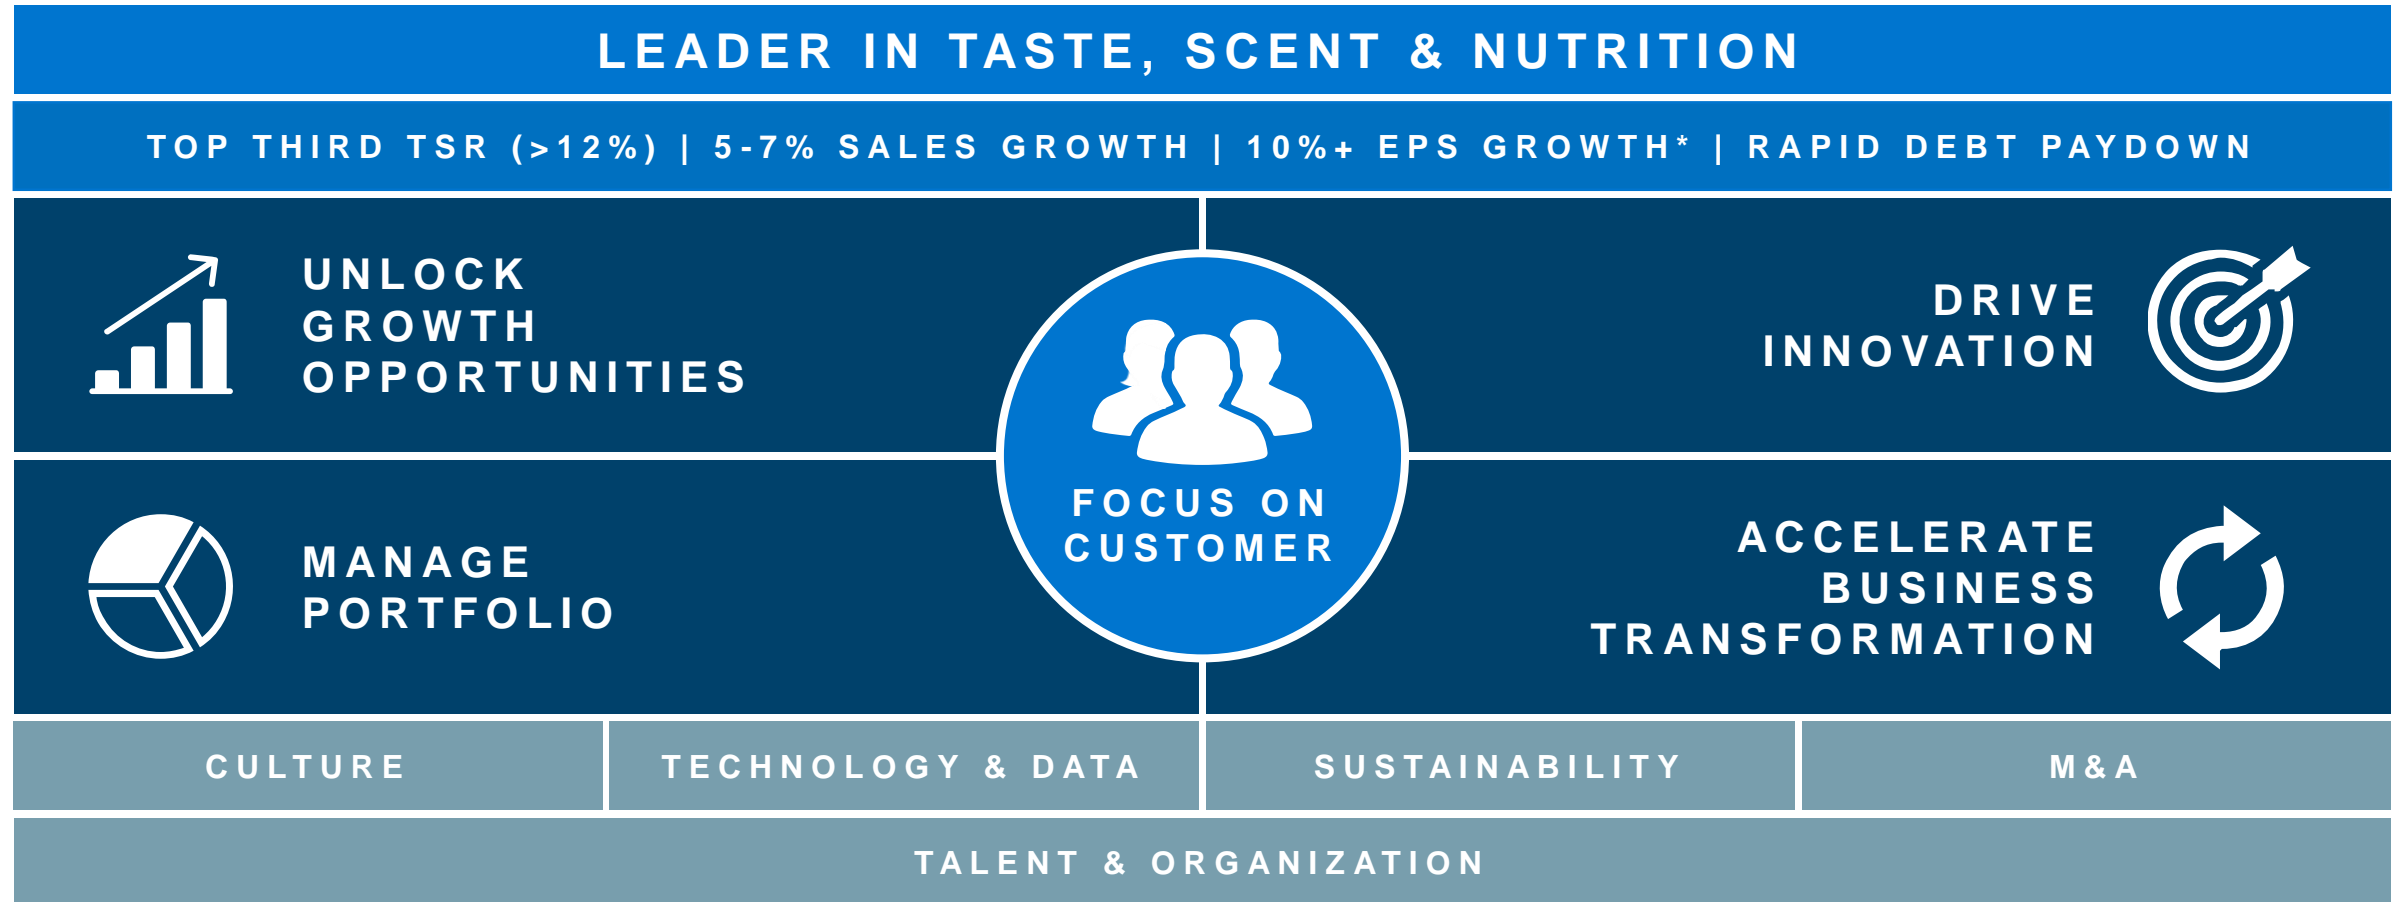 LEADER IN TASTE, SCENT & NUTRITION
TOP THIRD TSR (>12%) | 5-7% SALES GROWTH | 10%+ EPS GROWTH* | RAPID DEBT PAYDOWN
UNLOCK
GROWTH
OPPORTUNITIES
DRIVE
INNOVATION
FOCUS ON
CUSTOMER
MANAGE
PORTFOLIO
ACCELERATE
BUSINESS
TRANSFORMATION
CULTURE
TECHNOLOGY & DATA
SUSTAINABILITY
M&A
TALENT & ORGANIZATION